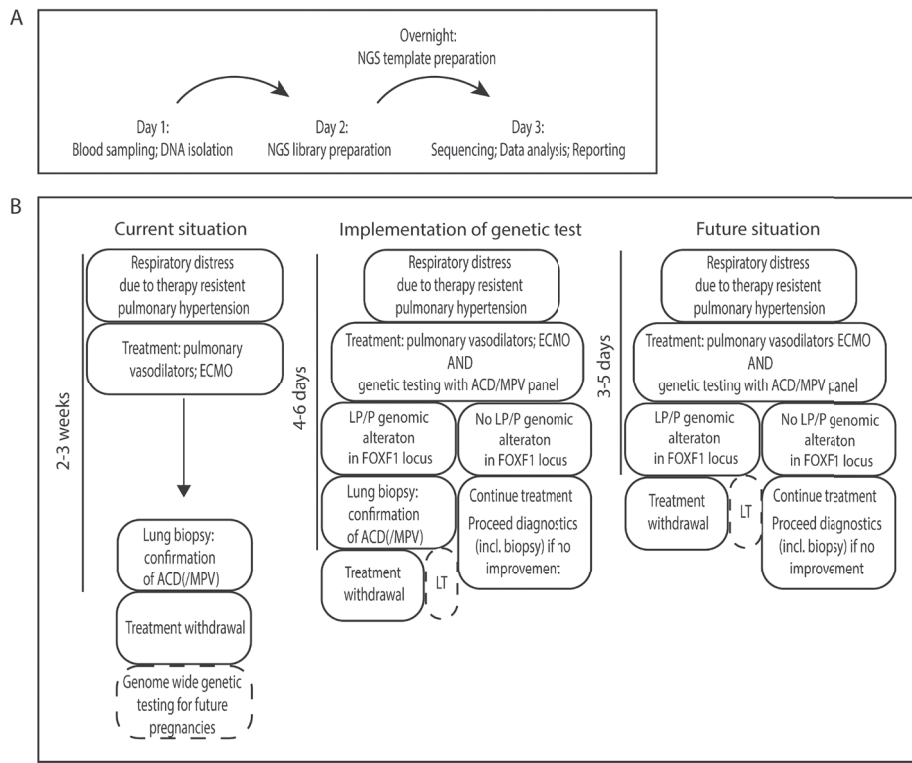 A
Overnight:
NGS template preparation
Day 1:
Blood sampling; DNA isolation
Day 2:
NGS library preparation
Day 3:
Sequencing; Data analysis; Reporting
B
Current situation
2-3 weeks
Respiratory distress
due to therapy resistent
pulmonary hypertension
Treatment: pulmonary
vasodilators; ECMO
Lung biopsy:
confirmation
of ACD(/MPV)
Treatment withdrawal
Genome wide genetic
testing for future
pregnancies
Implementation of genetic test
4-6 days
Respiratory distress
due to therapy resistent
pulmonary hypertension
Treatment: pulmonary vasodilators; ECMO
AND
genetic testing with ACD/MPV panel
LP/P genomic
alteraton
in FOXF1 locus
No LP/P genomic
alteraton
in FOXF1 locus
Lung biopsy:
confirmation
of ACD(/MPV)
Continue treatment
Proceed diagnostics
(incl. biopsy) if no
improvement
Treatment
withdrawal
LT
Future situation
3-5 days
Respiratory distress
due to therapy resistent
pulmonary hypertension
Treatment: pulmonary vasodilators ECMO
AND
genetic testing with ACD/MPV panel
LP/P genomic
alteraton
in FOXF1 locus
No LP/P genomic
alteraton
in FOXF1 locus
Treatment
withdrawal
LT
Continue treatment
Proceed diagnostics
(incl. biopsy) if no
improvement